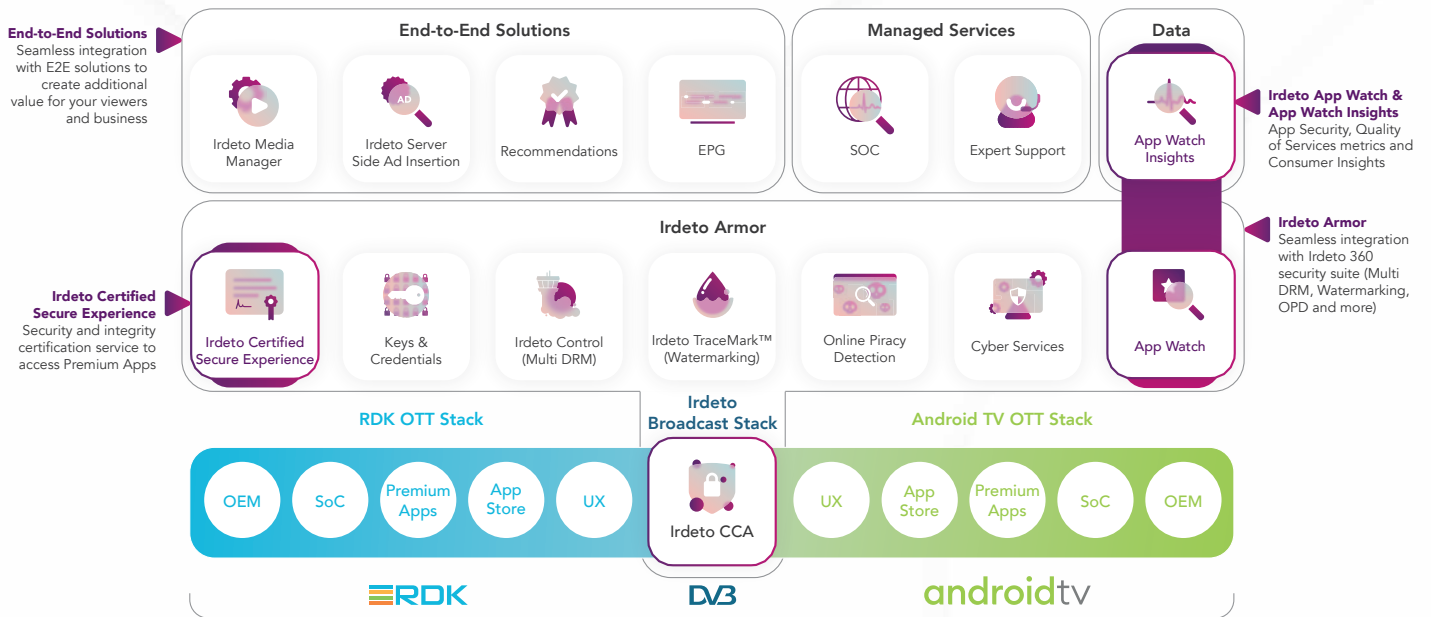 End-to-End Solutions
Seamless integration
with E2E solutions to
create additional
value for your viewers
and business
End-to-End Solutions
Irdeto Media
Manager
AD
Irdeto Server
Side Ad Insertion
Recommendations
EPG
Managed Services
SOC
Expert Support
Data
App Watch
Insights
Irdeto App Watch &
App Watch Insights
App Security, Quality
of Services metrics and
Consumer Insights
Irdeto Armor
Irdeto Certified
Secure Experience
Security and integrity
certification service to
access Premium Apps
Irdeto Certified
Secure Experience
Keys &
Credentials
Irdeto Control
(Multi DRM)
Irdeto TraceMark™
(Watermarking)
Online Piracy
Detection
Cyber Services
App Watch
Irdeto Armor
Seamless integration
with Irdeto 360
security suite (Multi
DRM, Watermarking,
OPD and more)
RDK OTT Stack
Irdeto
Broadcast Stack
Android TV OTT Stack
OEM
SoC
Premium
Apps
App
Store
UX
Irdeto CCA
UX
App
Store
Premium
Apps
SoC
OEM
RDK
DVB
androidtv